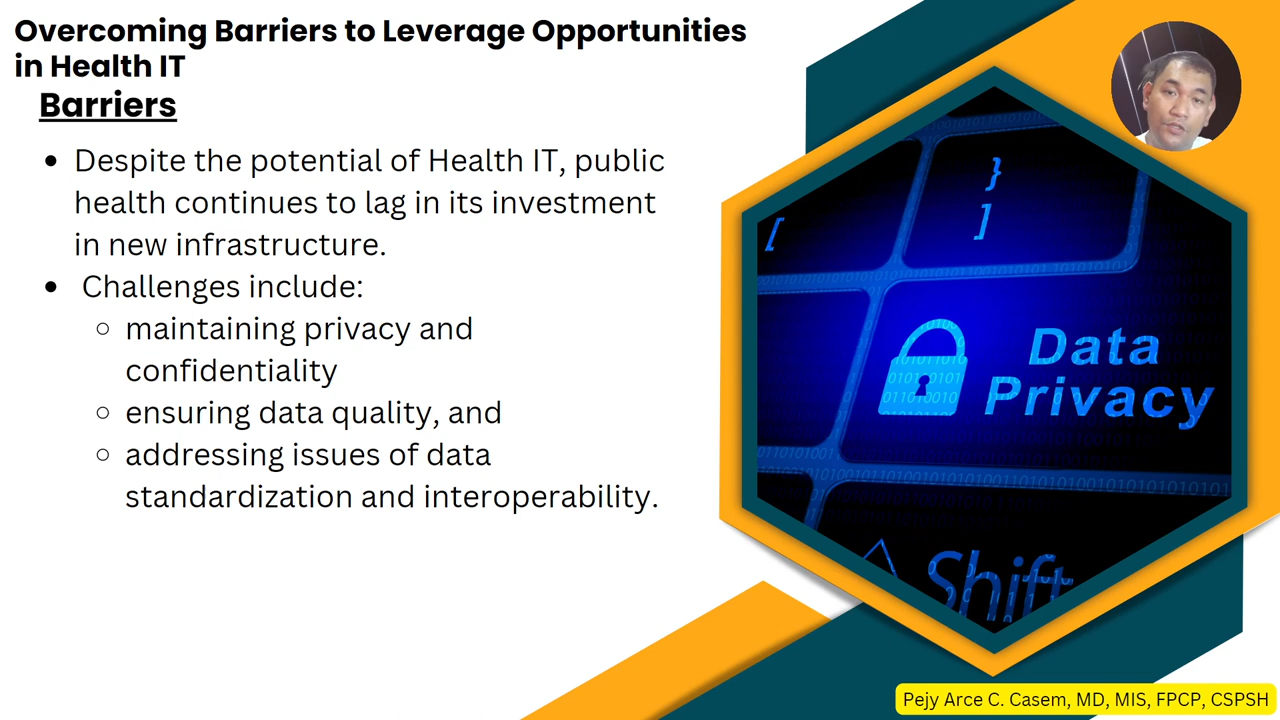 Overcoming Barriers to Leverage Opportunities
in Health IT
Barriers
• Despite the potential of Health IT, public
health continues to lag in its investment
in new infrastructure.
• Challenges include:
○ maintaining privacy and
confidentiality
○ ensuring data quality, and
○ addressing issues of data
standardization and interoperability.
}
]
[
Data
Privacy
Shift
Pejy Arce C. Casem, MD, MIS, FPCP, CSPSH